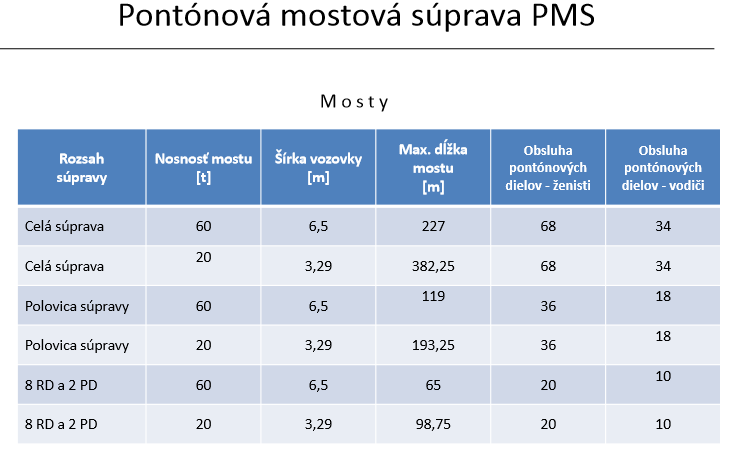 Pontónová mostová súprava PMS
Mosty
Rozsah súpravy | Nosnosť mostu [t] | Šírka vozovky [m] | Max. dĺžka mostu [m] | Obsluha pontónových dielov - ženisti | Obsluha pontónových dielov - vodiči
Celá súprava | 60 | 6,5 | 227 | 68 | 34
Celá súprava | 20 | 3,29 | 382,25 | 68 | 34
Polovica súpravy | 60 | 6,5 | 119 | 36 | 18
Polovica súpravy | 20 | 3,29 | 193,25 | 36 | 18
8 RD a 2 PD | 60 | 6,5 | 65 | 20 | 10
8 RD a 2 PD | 20 | 3,29 | 98,75 | 20 | 10